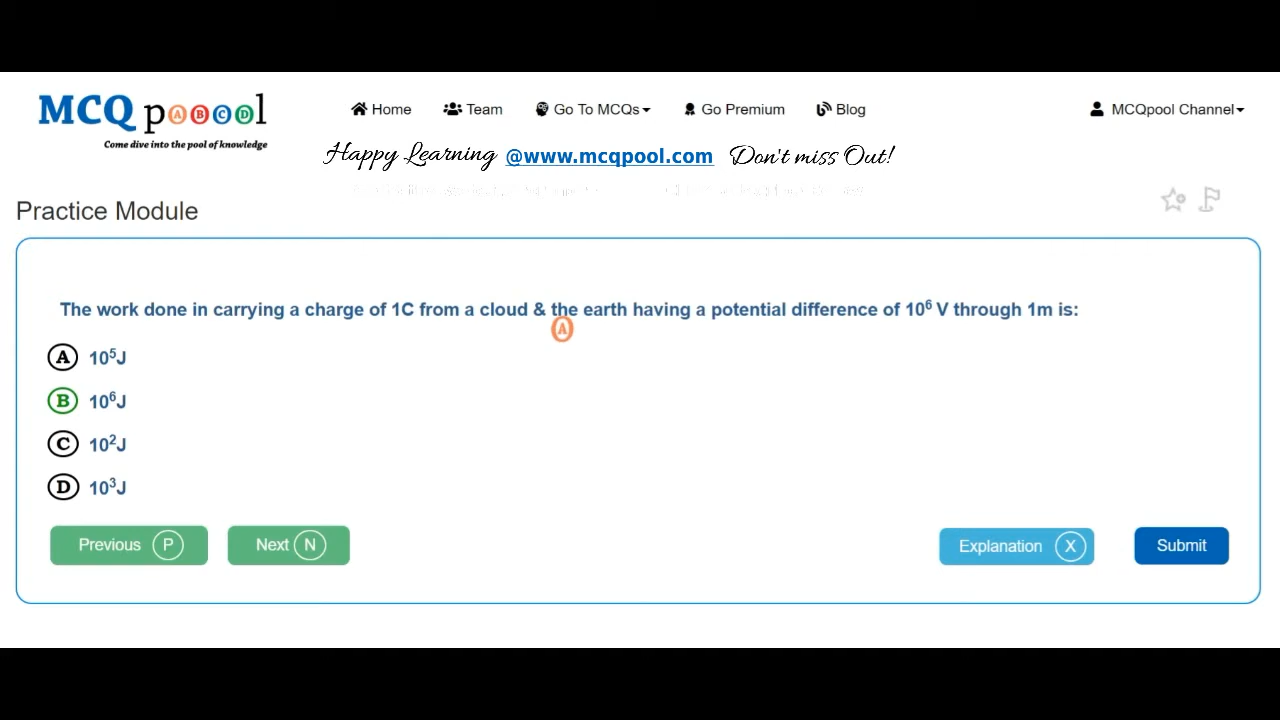 MCQ pABCDl
Come dive into the pool of knowledge
Home Team Go To MCQs Go Premium Blog MCQpool Channel
Happy Learning @www.mcqpool.com Don't miss Out!
Practice Module
The work done in carrying a charge of 1C from a cloud & the earth having a potential difference of 10⁶ V through 1m is:
A
A 10⁵J
B 10⁶J
C 10²J
D 10³J
Previous P Next N Explanation X Submit